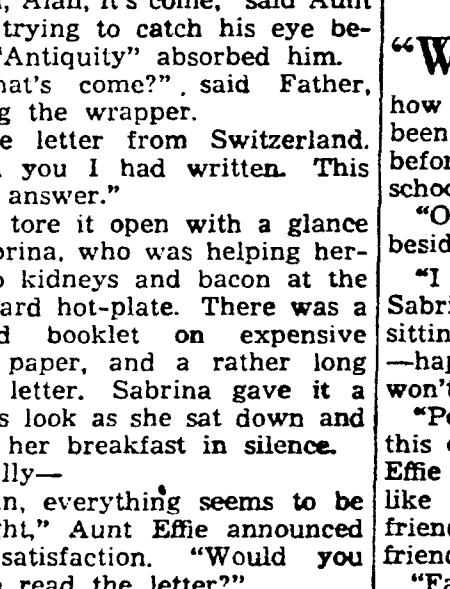 , Alan, it's come," said Aunt
trying to catch his eye be-
"Antiquity" absorbed him.
hat's come?" said Father,
g the wrapper.
e letter from Switzerland.
you I had written. This
answer."
tore it open with a glance
brina, who was helping her-
kidneys and bacon at the
ard hot-plate. There was a
d booklet on expensive
paper, and a rather long
letter. Sabrina gave it a
s look as she sat down and
her breakfast in silence.
lly—
n, everything seems to be
ht," Aunt Effie announced
satisfaction. "Would you
read the letter?"
"W
how
been
befor
schoo
"O
besid
"I
Sabri
sittin
—hap
won't
"Pe
this
Effie
like
friend
friend
"Fa